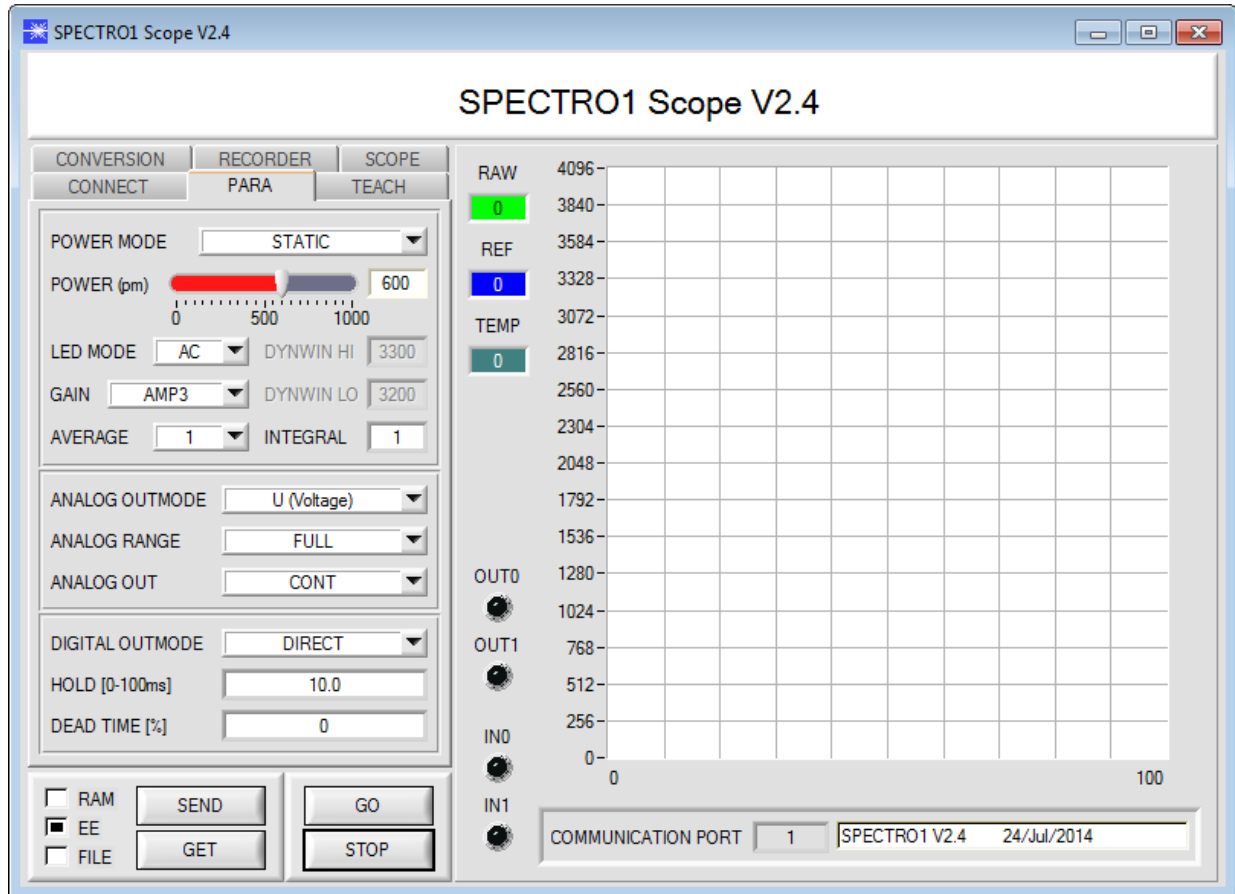 SPECTRO1 Scope V2.4
SPECTRO1 Scope V2.4
CONVERSION RECORDER SCOPE
CONNECT PARA TEACH
POWER MODE STATIC
POWER (pm) 600
0 500 1000
LED MODE AC DYNWIN HI 3300
GAIN AMP3 DYNWIN LO 3200
AVERAGE 1 INTEGRAL 1
ANALOG OUTMODE U (Voltage)
ANALOG RANGE FULL
ANALOG OUT CONT
DIGITAL OUTMODE DIRECT
HOLD [0-100ms] 10.0
DEAD TIME [%] 0
RAM
EE
FILE
SEND
GET
GO
STOP
RAW
0
REF
0
TEMP
0
OUT0
OUT1
IN0
IN1
4096
3840
3584
3328
3072
2816
2560
2304
2048
1792
1536
1280
1024
768
512
256
0
0 100
COMMUNICATION PORT 1 SPECTRO1 V2.4 24/Jul/2014